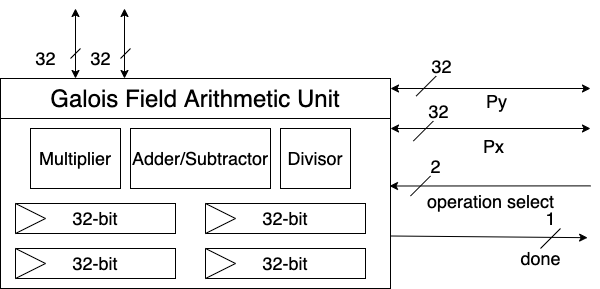 32 32
32
Galois Field Arithmetic Unit
Py
32
Px
Multiplier Adder/Subtractor Divisor
2
operation select
32-bit 32-bit
1
done
32-bit 32-bit